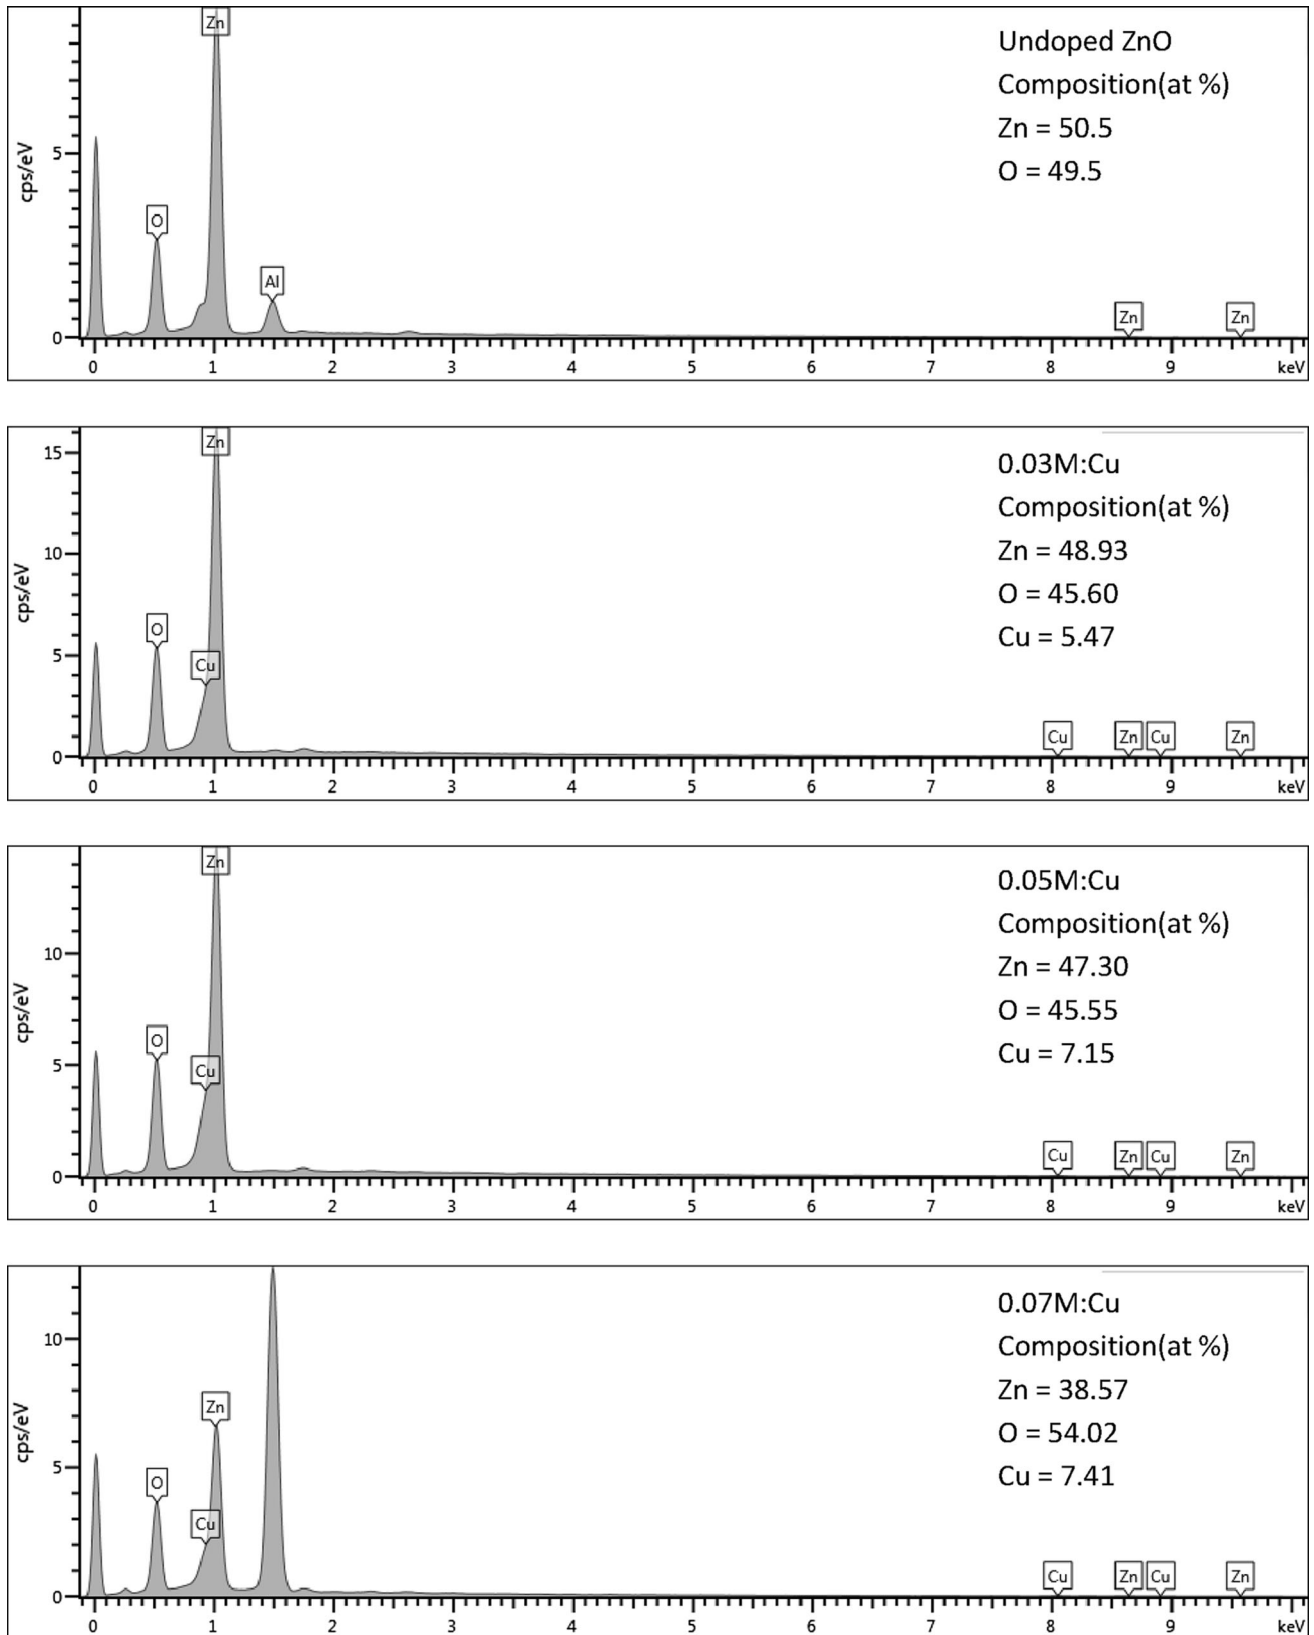 Zn
Undoped ZnO
Composition(at %)
Zn = 50.5
O = 49.5
cps/eV
5
O
Al
Zn
Zn
0
0 1 2 3 4 5 6 7 8 9 keV
15
Zn
0.03M:Cu
Composition(at %)
Zn = 48.93
O = 45.60
Cu = 5.47
10
cps/eV
O
5
Cu
Cu Zn Cu Zn
0
0 1 2 3 4 5 6 7 8 9 keV
Zn
0.05M:Cu
Composition(at %)
Zn = 47.30
O = 45.55
Cu = 7.15
10
cps/eV
O
5
Cu
Cu Zn Cu Zn
0
0 1 2 3 4 5 6 7 8 9 keV
0.07M:Cu
Composition(at %)
Zn = 38.57
O = 54.02
Cu = 7.41
10
Zn
cps/eV
5
O
Cu
Cu Zn Cu Zn
0
0 1 2 3 4 5 6 7 8 9 keV